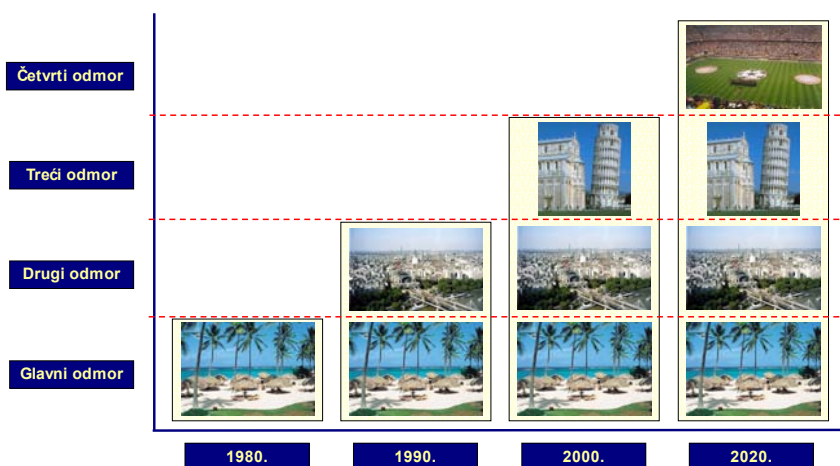 Četvrti odmor
Treći odmor
Drugi odmor
Glavni odmor
1980.
1990.
2000.
2020.